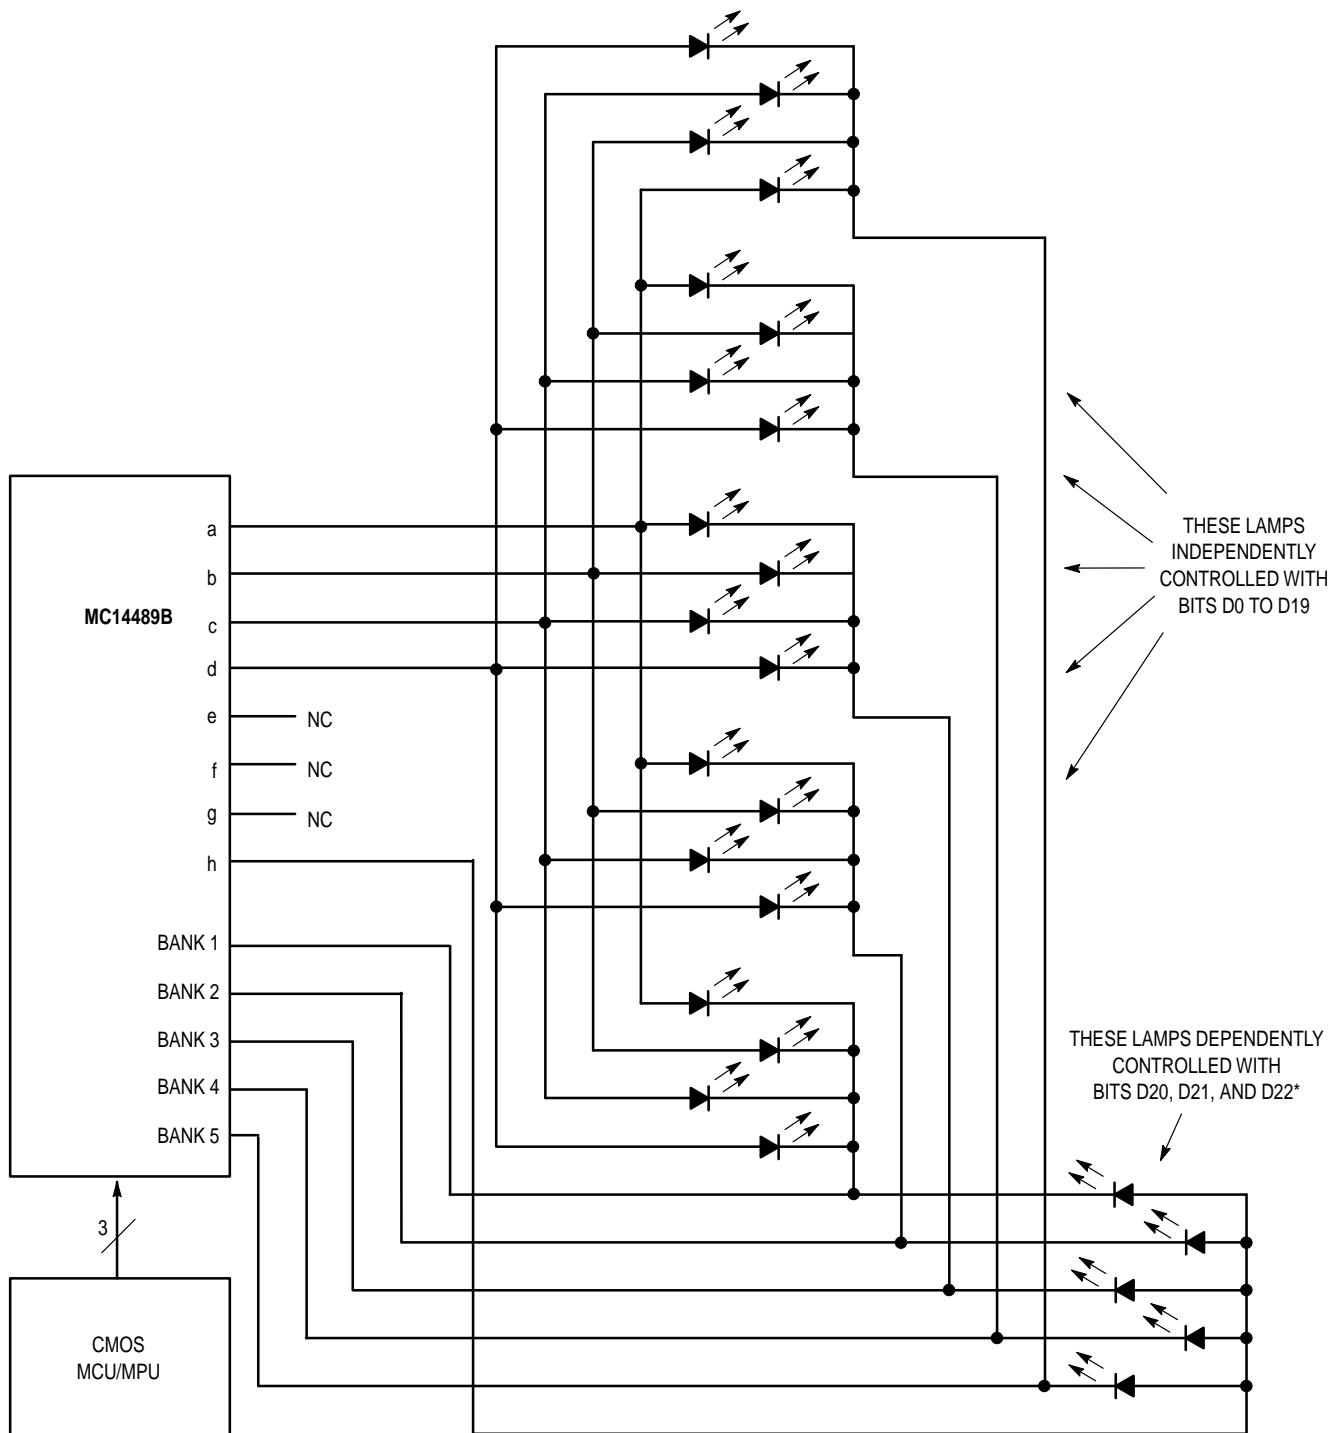 a
THESE LAMPS
INDEPENDENTLY
CONTROLLED WITH
BITS D0 TO D19
b
MC14489B
c
d
e
NC
f
NC
g
NC
h
BANK 1
BANK 2
BANK 3
BANK 4
BANK 5
THESE LAMPS DEPENDENTLY
CONTROLLED WITH
BITS D20, D21, AND D22*
3
CMOS
MCU/MPU